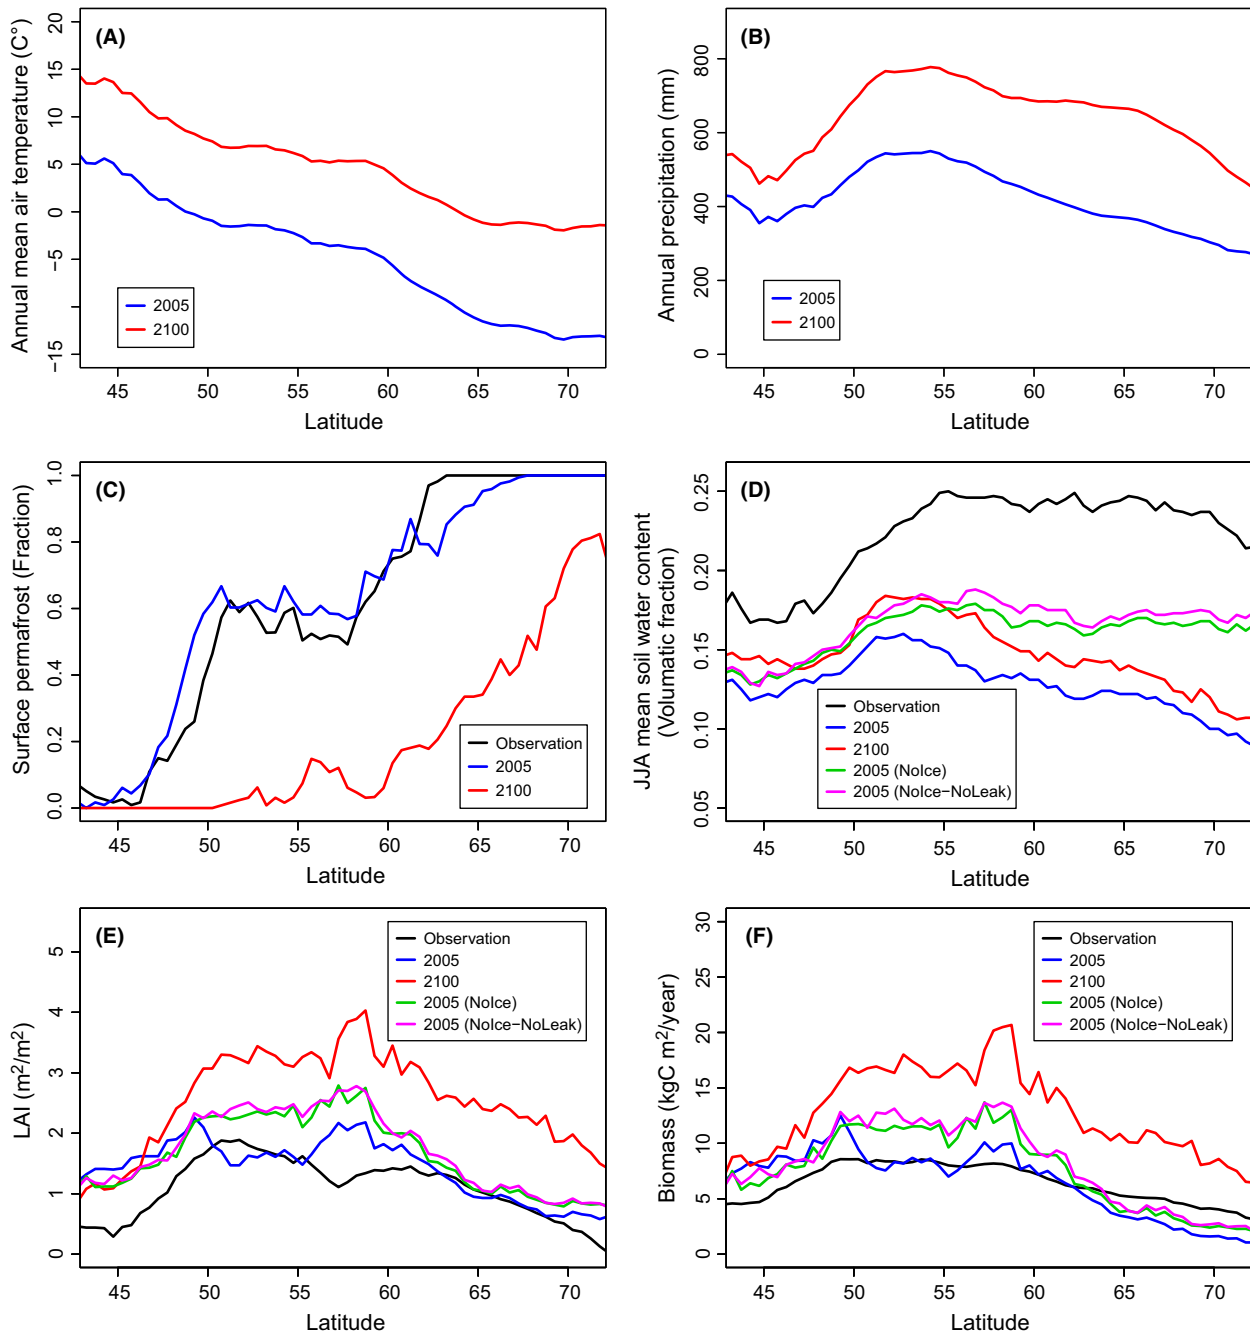 (A)
Annual mean air temperature (C°)
20
15
10
5
0
−5
−15
45 50 55 60 65 70
Latitude
2005
2100
(B)
Annual precipitation (mm)
800
600
400
200
0
45 50 55 60 65 70
Latitude
2005
2100
(C)
Surface permafrost (Fraction)
1.0
0.8
0.6
0.4
0.2
0.0
45 50 55 60 65 70
Latitude
Observation
2005
2100
(D)
JJA mean soil water content
(Volumatic fraction)
0.25
0.20
0.15
0.10
0.05
45 50 55 60 65 70
Latitude
Observation
2005
2100
2005 (NoIce)
2005 (NoIce−NoLeak)
(E)
LAI (m²/m²)
5
4
3
2
1
0
45 50 55 60 65 70
Latitude
Observation
2005
2100
2005 (NoIce)
2005 (NoIce−NoLeak)
(F)
Biomass (kgC m²/year)
30
25
20
15
10
5
0
45 50 55 60 65 70
Latitude
Observation
2005
2100
2005 (NoIce)
2005 (NoIce−NoLeak)